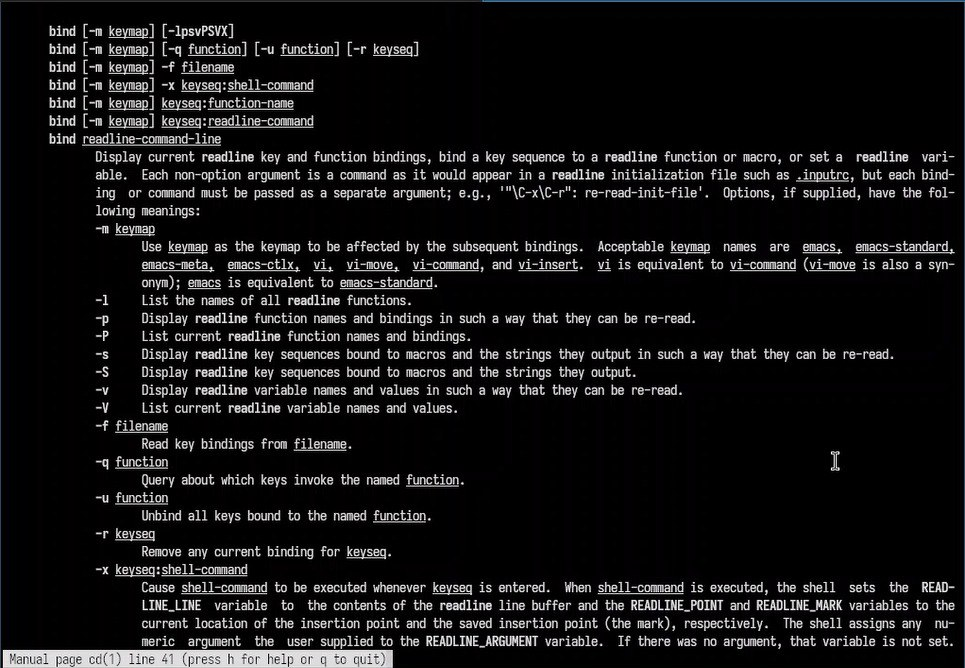 bind [-m keymap] [-lpsvPSVX]
bind [-m keymap] [-q function] [-u function] [-r keyseq]
bind [-m keymap] -f filename
bind [-m keymap] -x keyseq:shell-command
bind [-m keymap] keyseq:function-name
bind [-m keymap] keyseq:readline-command
bind readline-command-line
Display current readline key and function bindings, bind a key sequence to a readline function or macro, or set a readline vari-
able. Each non-option argument is a command as it would appear in a readline initialization file such as .inputrc, but each bind-
ing or command must be passed as a separate argument; e.g., '"\C-x\C-r": re-read-init-file'. Options, if supplied, have the fol-
lowing meanings:
-m keymap
Use keymap as the keymap to be affected by the subsequent bindings. Acceptable keymap names are emacs, emacs-standard,
emacs-meta, emacs-ctlx, vi, vi-move, vi-command, and vi-insert. vi is equivalent to vi-command (vi-move is also a syn-
onym); emacs is equivalent to emacs-standard.
-l List the names of all readline functions.
-p Display readline function names and bindings in such a way that they can be re-read.
-P List current readline function names and bindings.
-s Display readline key sequences bound to macros and the strings they output in such a way that they can be re-read.
-S Display readline key sequences bound to macros and the strings they output.
-v Display readline variable names and values in such a way that they can be re-read.
-V List current readline variable names and values.
-f filename
Read key bindings from filename.
-q function
Query about which keys invoke the named function.
-u function
Unbind all keys bound to the named function.
-r keyseq
Remove any current binding for keyseq.
-x keyseq:shell-command
Cause shell-command to be executed whenever keyseq is entered. When shell-command is executed, the shell sets the READ-
LINE_LINE variable to the contents of the readline line buffer and the READLINE_POINT and READLINE_MARK variables to the
current location of the insertion point and the saved insertion point (the mark), respectively. The shell assigns any nu-
meric argument the user supplied to the READLINE_ARGUMENT variable. If there was no argument, that variable is not set.
Manual page cd(1) line 41 (press h for help or q to quit)